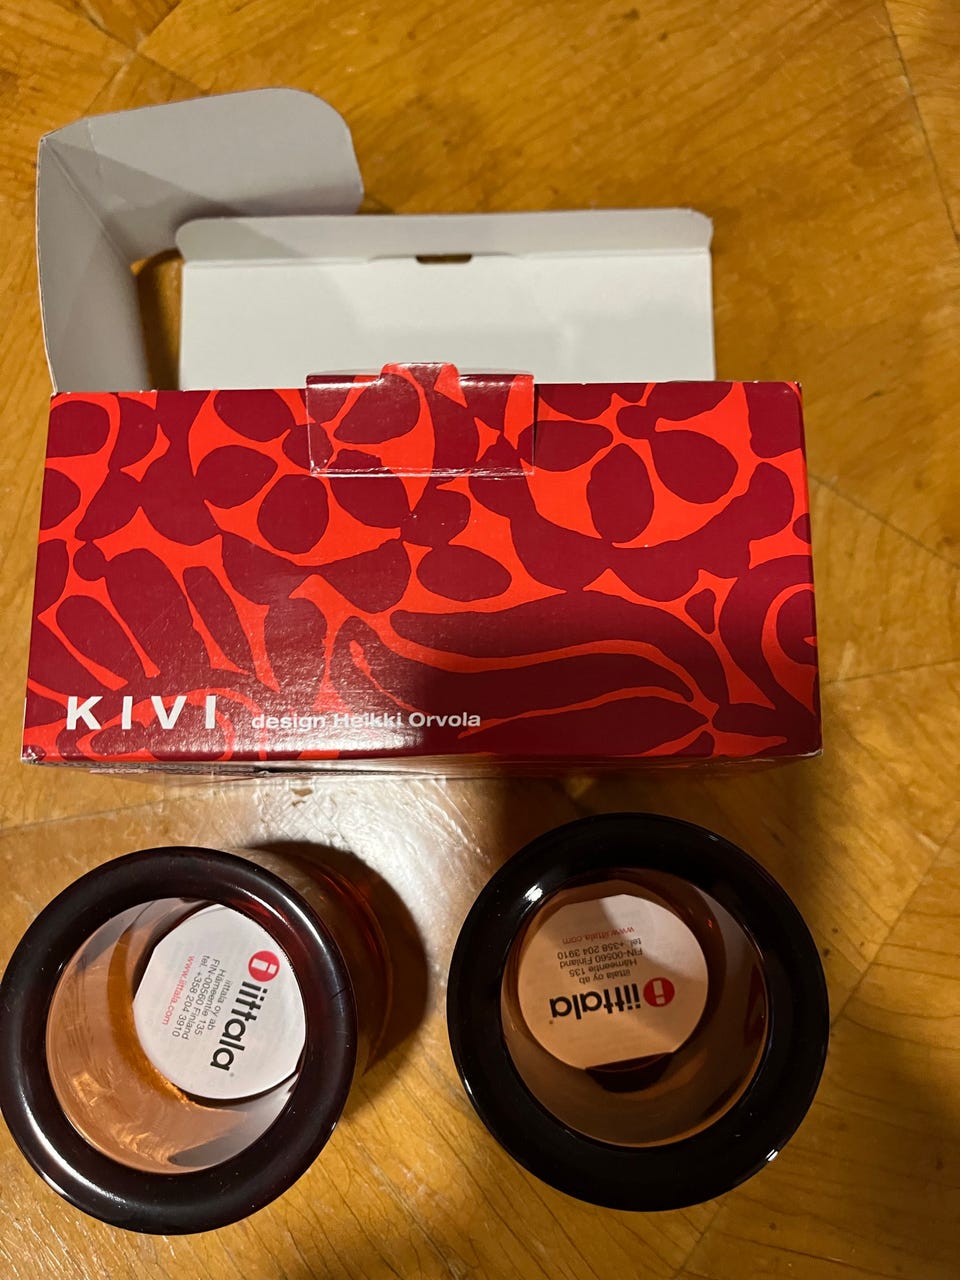 KIVI design Heikki Orvola
iittala
iittala oy ab
Hämeentie 135
FIN-00560 Finland
tel. +358 204 3910
www.iittala.com
iittala
iittala oy ab
Hämeentie 135
FIN-00560 Finland
tel. +358 204 3910
www.iittala.com